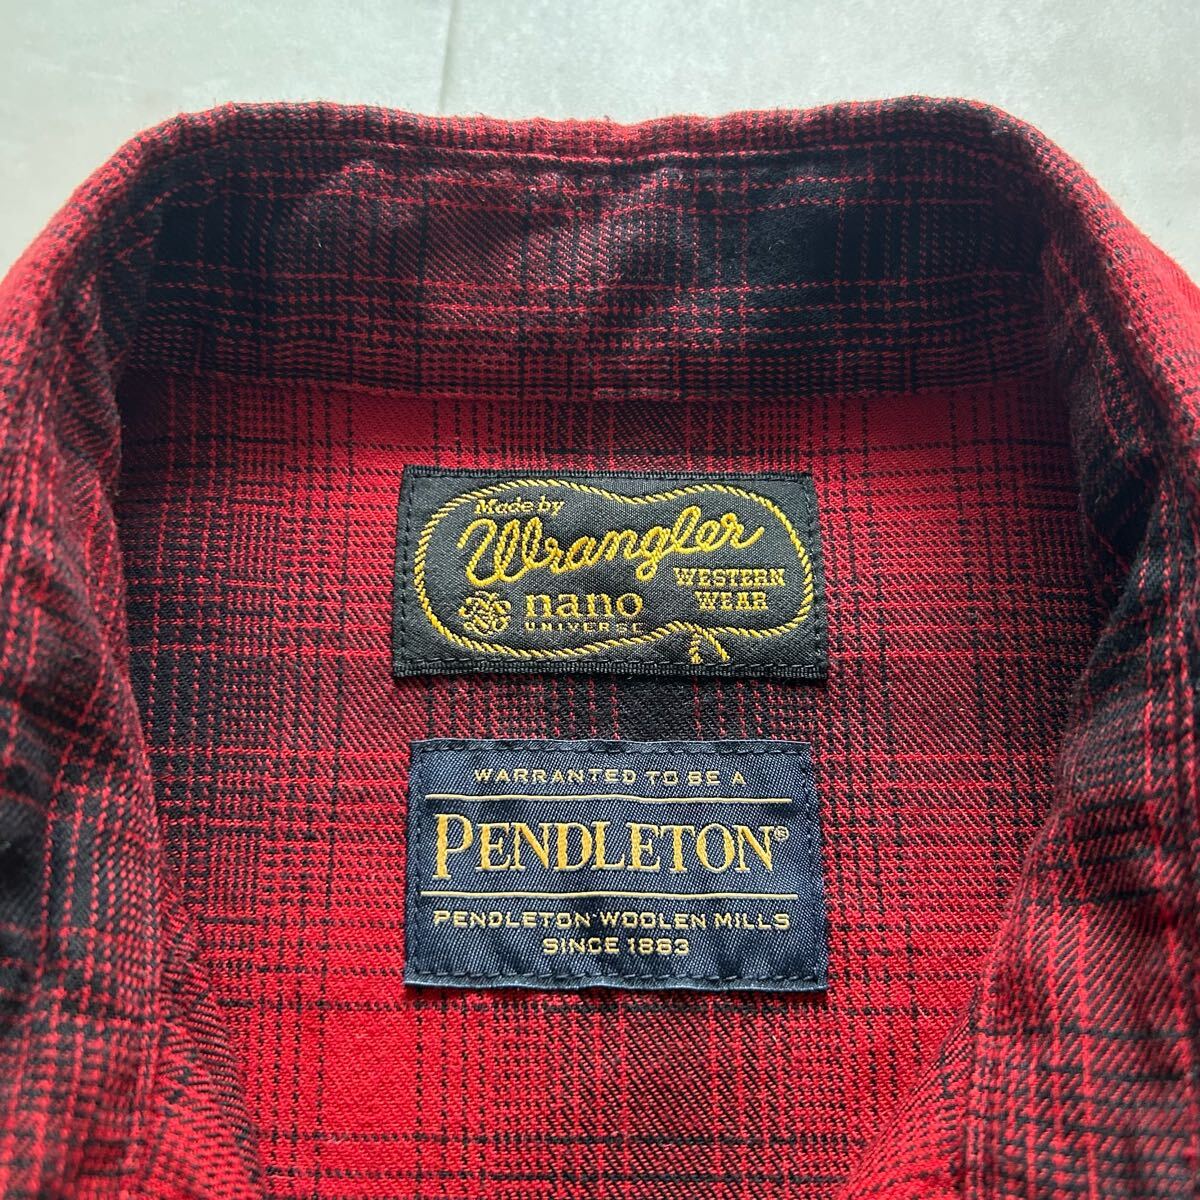 Made by
Wrangler
WESTERN
WEAR
nano
UNIVERSE
WARRANTED TO BE A
PENDLETON®
PENDLETON WOOLEN MILLS
SINCE 1863